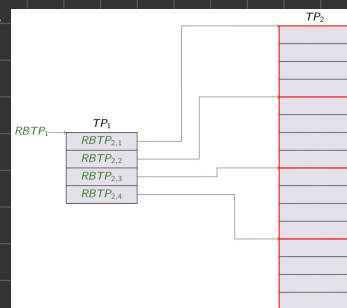 TP₂
TP₁
RBTP₁
RBTP₂,₁
RBTP₂,₂
RBTP₂,₃
RBTP₂,₄